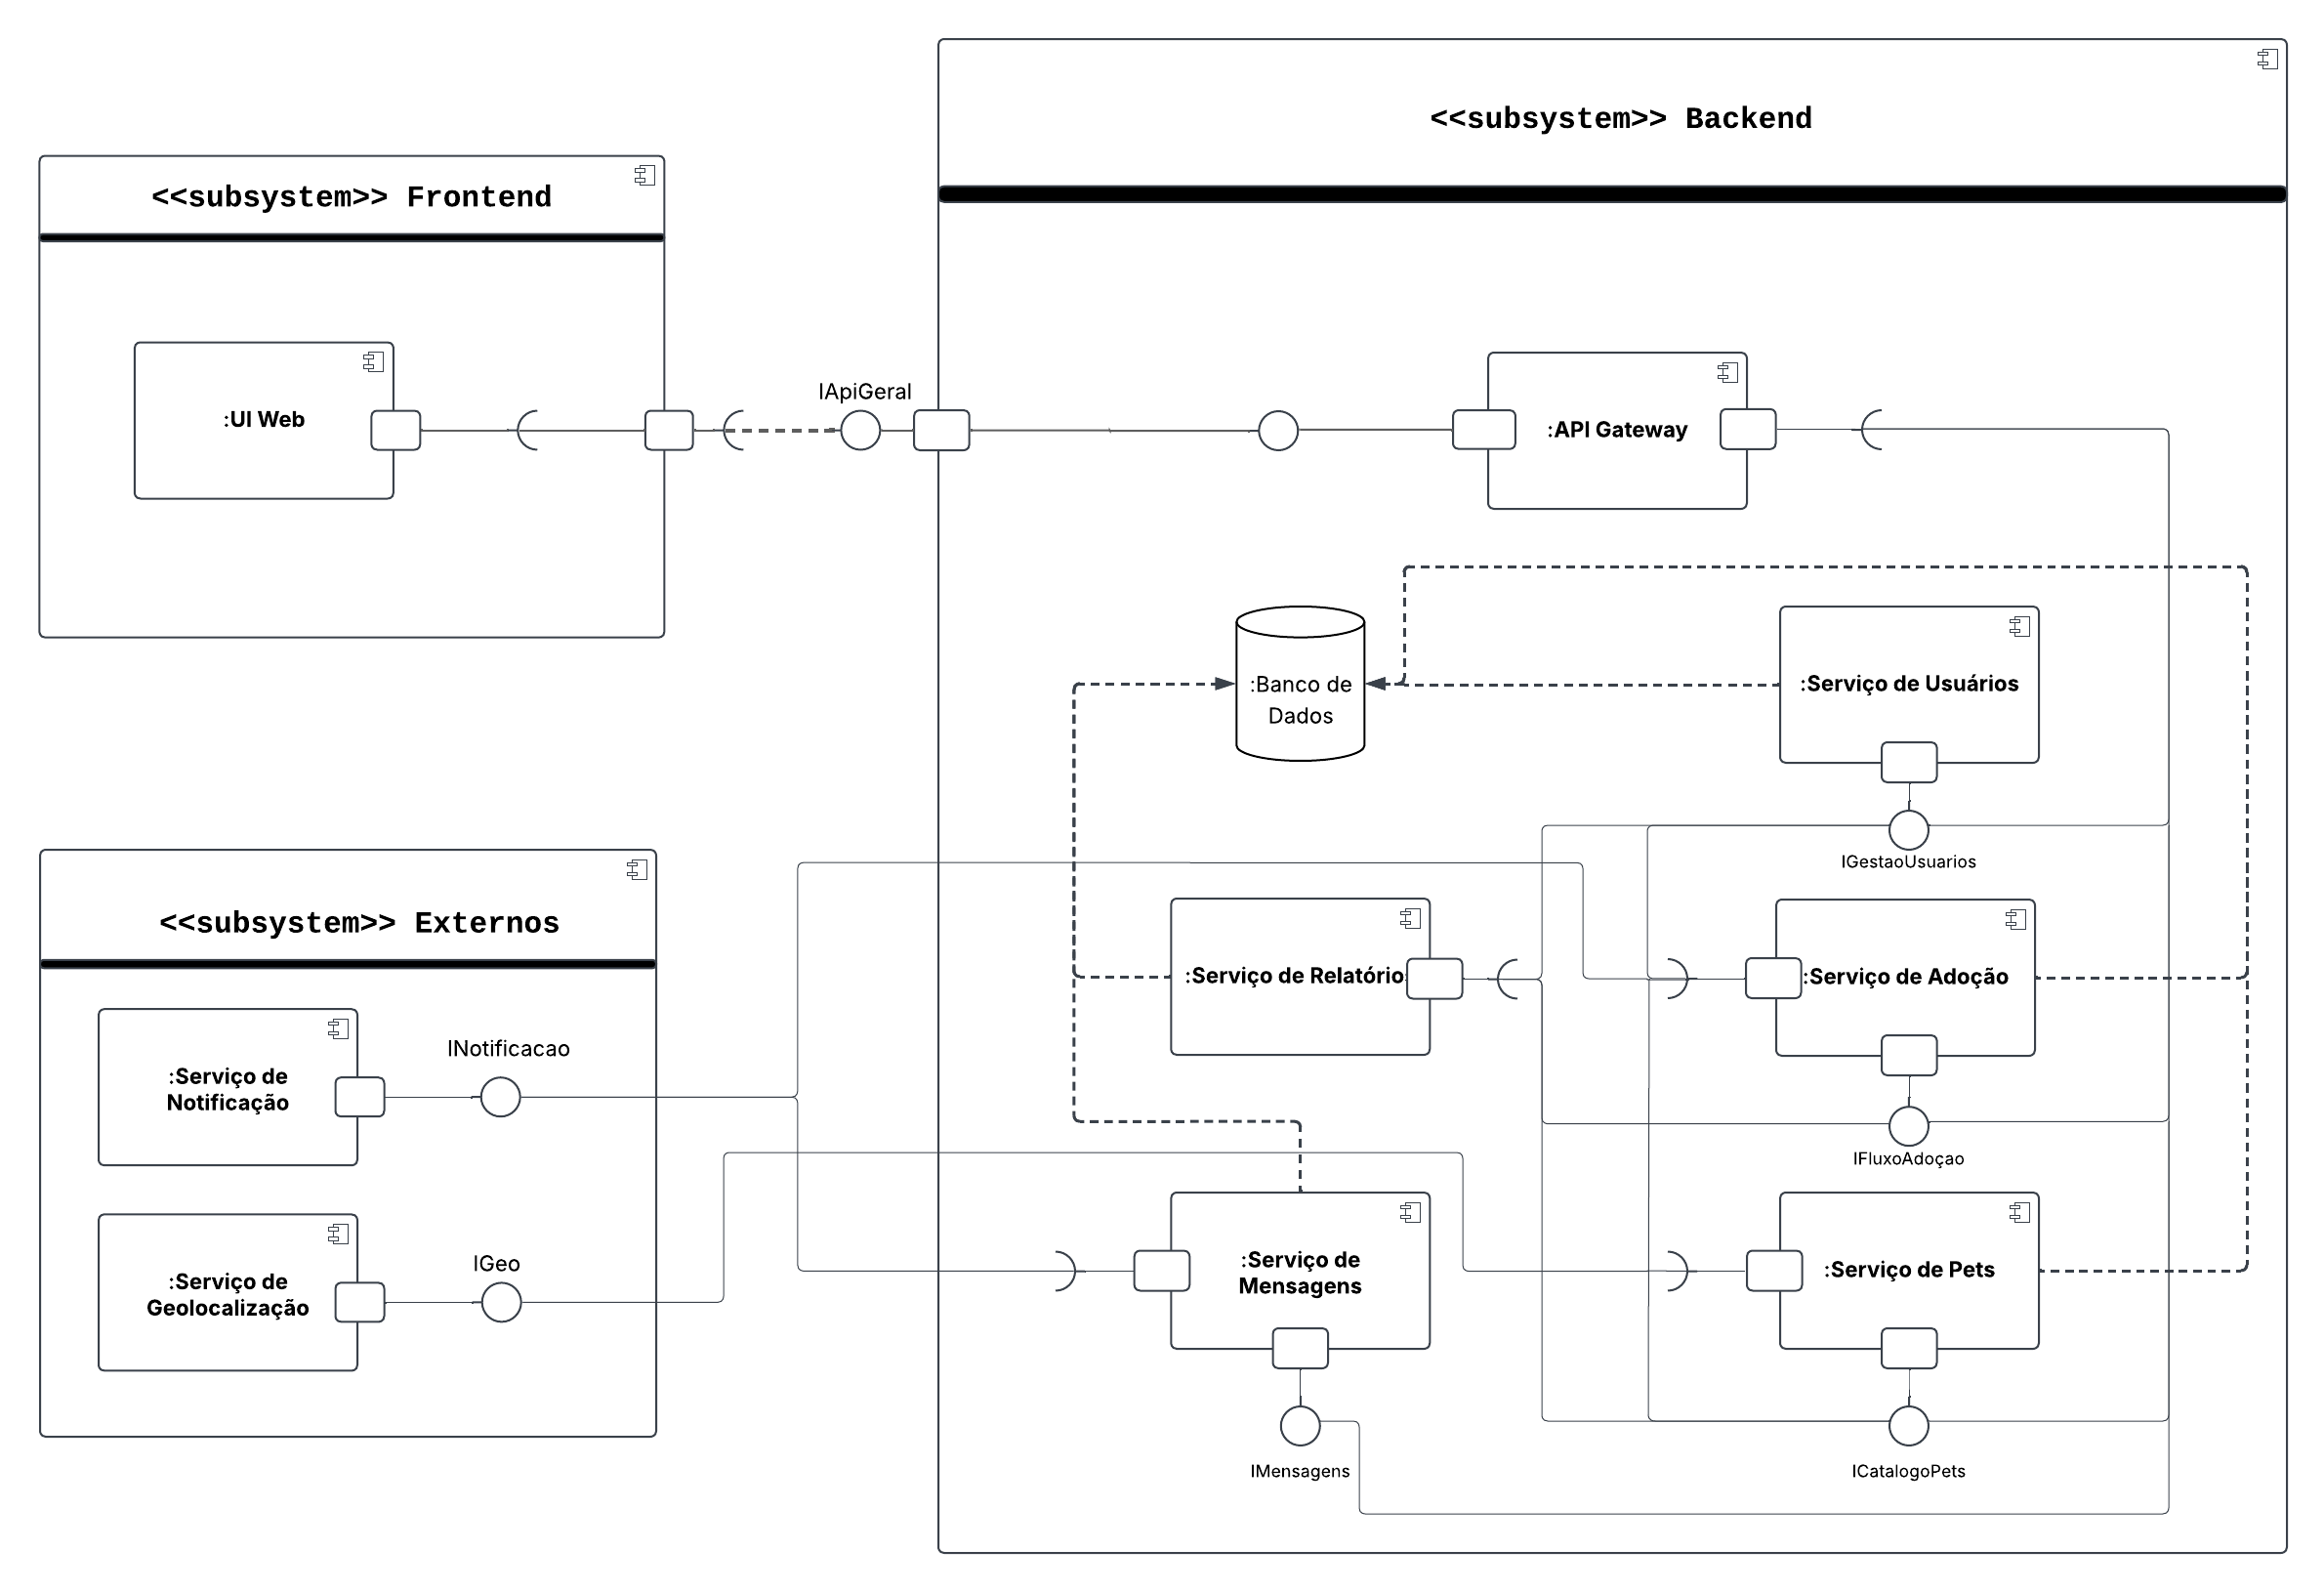 <<subsystem>> Backend
<<subsystem>> Frontend
:UI Web
IApiGeral
:API Gateway
:Banco de
Dados
:Serviço de Usuários
IGestaoUsuarios
<<subsystem>> Externos
:Serviço de Relatório
:Serviço de Adoção
IFluxoAdoçao
:Serviço de
Notificação
INotificacao
:Serviço de
Geolocalização
IGeo
:Serviço de
Mensagens
IMensagens
:Serviço de Pets
ICatalogoPets